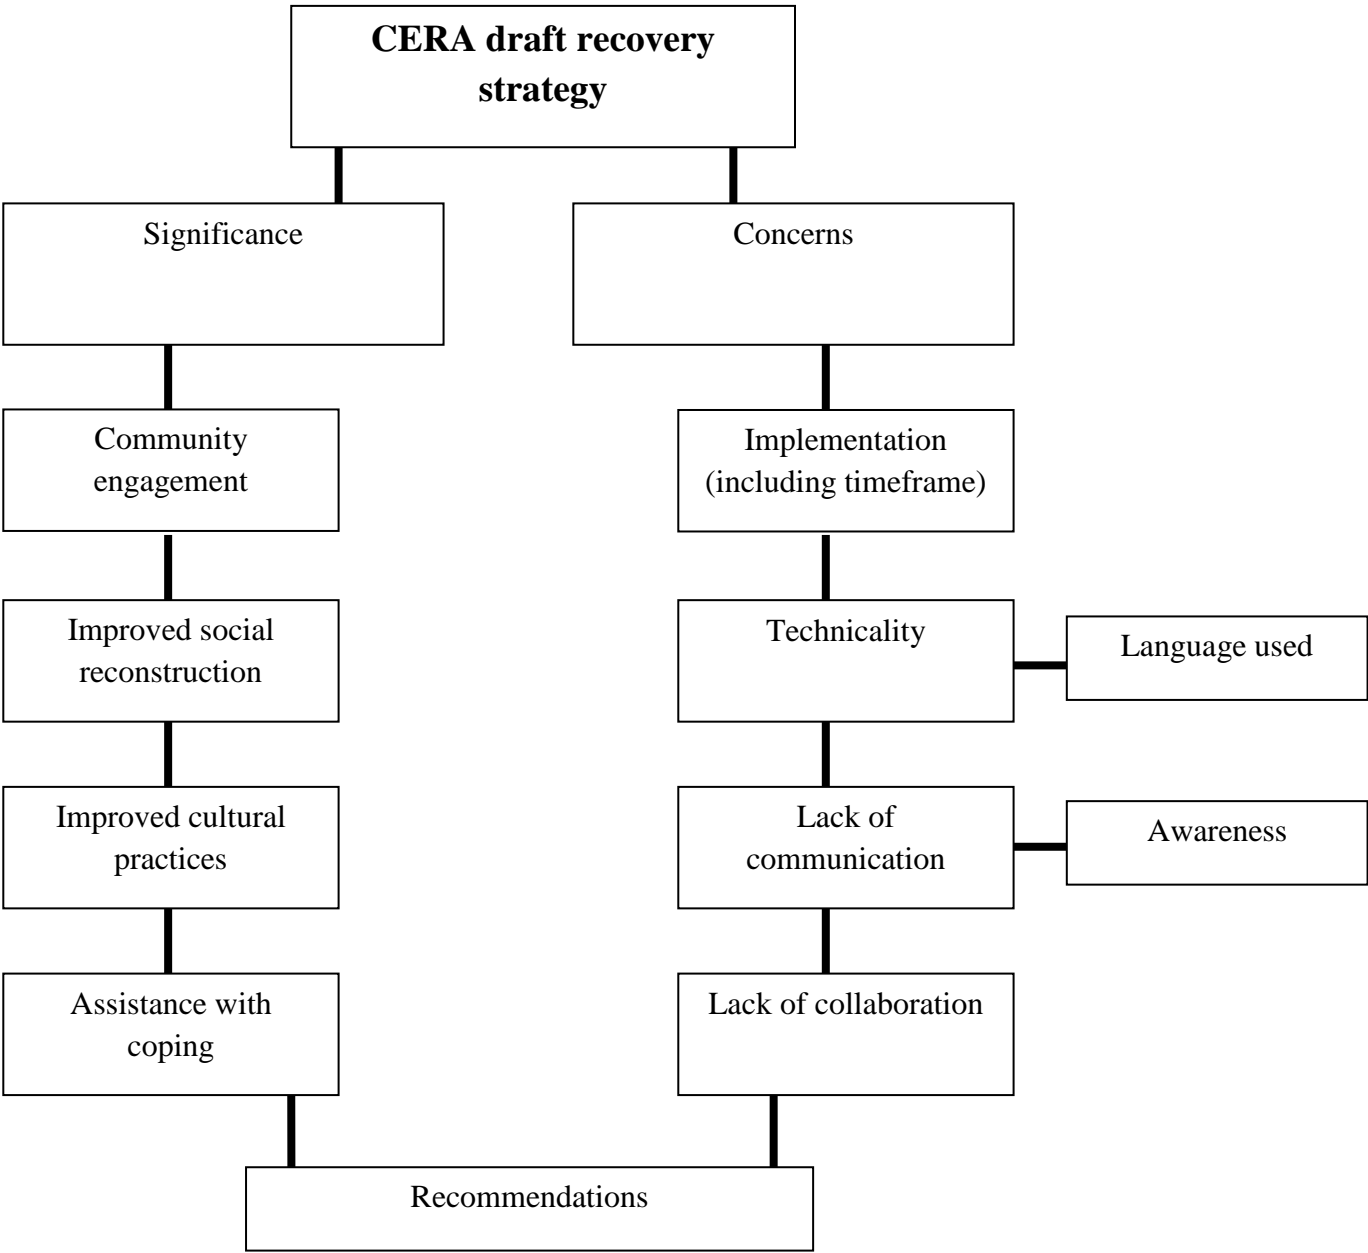 CERA draft recovery
strategy
Significance
Concerns
Community
engagement
Implementation
(including timeframe)
Improved social
reconstruction
Technicality
Language used
Improved cultural
practices
Lack of
communication
Awareness
Assistance with
coping
Lack of collaboration
Recommendations